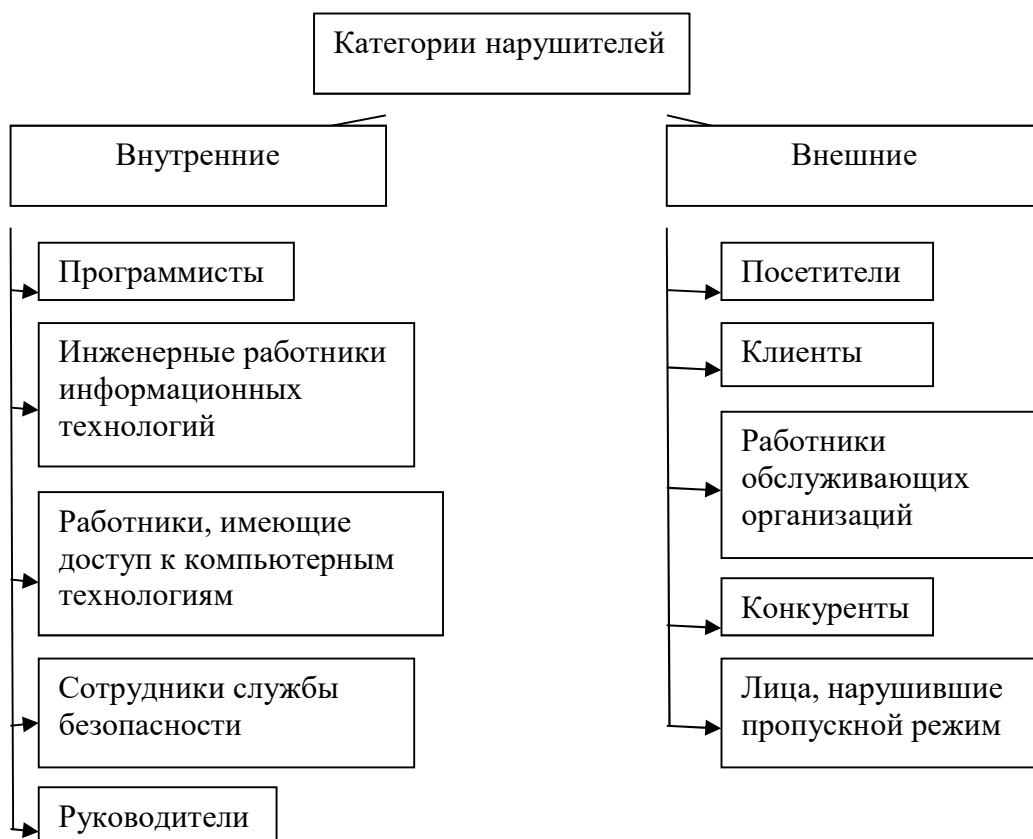 Категории нарушителей
Внутренние
Программисты
Инженерные работники
информационных
технологий
Работники, имеющие
доступ к компьютерным
технологиям
Сотрудники службы
безопасности
Руководители
Внешние
Посетители
Клиенты
Работники
обслуживающих
организаций
Конкуренты
Лица, нарушившие
пропускной режим